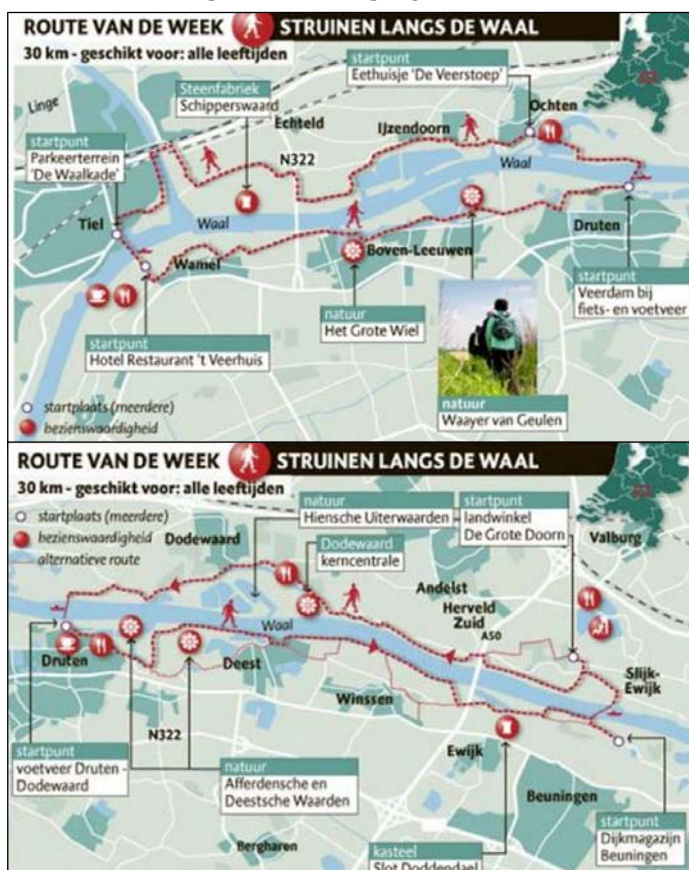 ROUTE VAN DE WEEK STRUINEN LANGS DE WAAL
30 km - geschikt voor: alle leeftijden
startpunt
Eethuisje 'De Veerstoep'
Linge
Steenfabriek
Schipperswaard
Echteld
IJzendoorn
Ochten
startpunt
Parkeerterrein
'De Waalkade'
N322
Waal
Tiel
Waal
Wamel
Boven-Leeuwen
Druten
startpunt
Veerdam bij
fiets- en voetveer
natuur
Het Grote Wiel
startpunt
Hotel Restaurant 't Veerhuis
startplaats (meerdere)
bezienswaardigheid
natuur
Waayer van Geulen
ROUTE VAN DE WEEK STRUINEN LANGS DE WAAL
30 km - geschikt voor: alle leeftijden
startplaats (meerdere)
bezienswaardigheid
alternatieve route
natuur
Hiensche Uiterwaarden
startpunt
landwinkel
De Grote Doorn
Valburg
Dodewaard
Dodewaard
kerncentrale
Andelst
Herveld
Zuid
A50
Waal
Slijk-
Ewijk
Druten
Deest
Winssen
N322
Ewijk
startpunt
voetveer Druten -
Dodewaard
natuur
Afferdensche en
Deestsche Waarden
Beuningen
startpunt
Dijkmagazijn
Beuningen
Bergharen
kasteel
Slot Doddendael